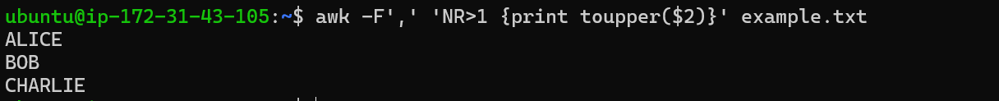 ubuntu@ip-172-31-43-105:~$ awk -F',' 'NR>1 {print toupper($2)}' example.txt
ALICE
BOB
CHARLIE